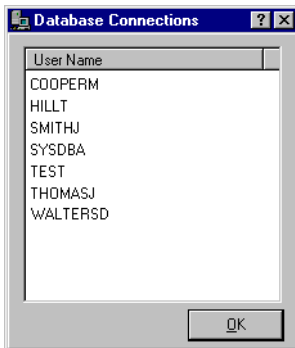 Database Connections
User Name
COOPERM
HILLT
SMITHJ
SYSDBA
TEST
THOMASJ
WALTERSD
OK